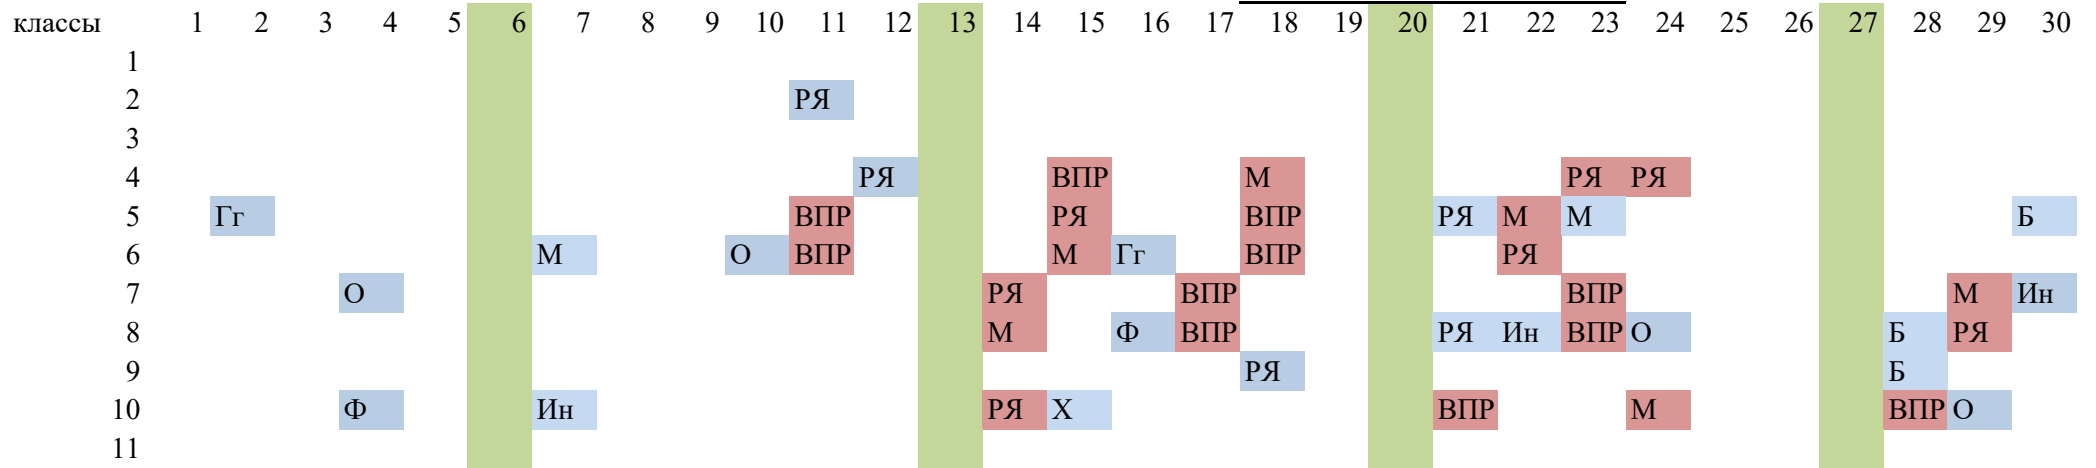 классы 1 2 3 4 5 6 7 8 9 10 11 12 13 14 15 16 17 18 19 20 21 22 23 24 25 26 27 28 29 30
1
2 РЯ
3
4 РЯ ВПР М РЯ РЯ
5 Гг ВПР РЯ ВПР РЯ М М Б
6 М О ВПР М Гг ВПР РЯ
7 О РЯ ВПР ВПР М Ин
8 М Ф ВПР РЯ Ин ВПР О Б РЯ
9 РЯ Б
10 Ф Ин РЯ Х ВПР М ВПР О
11